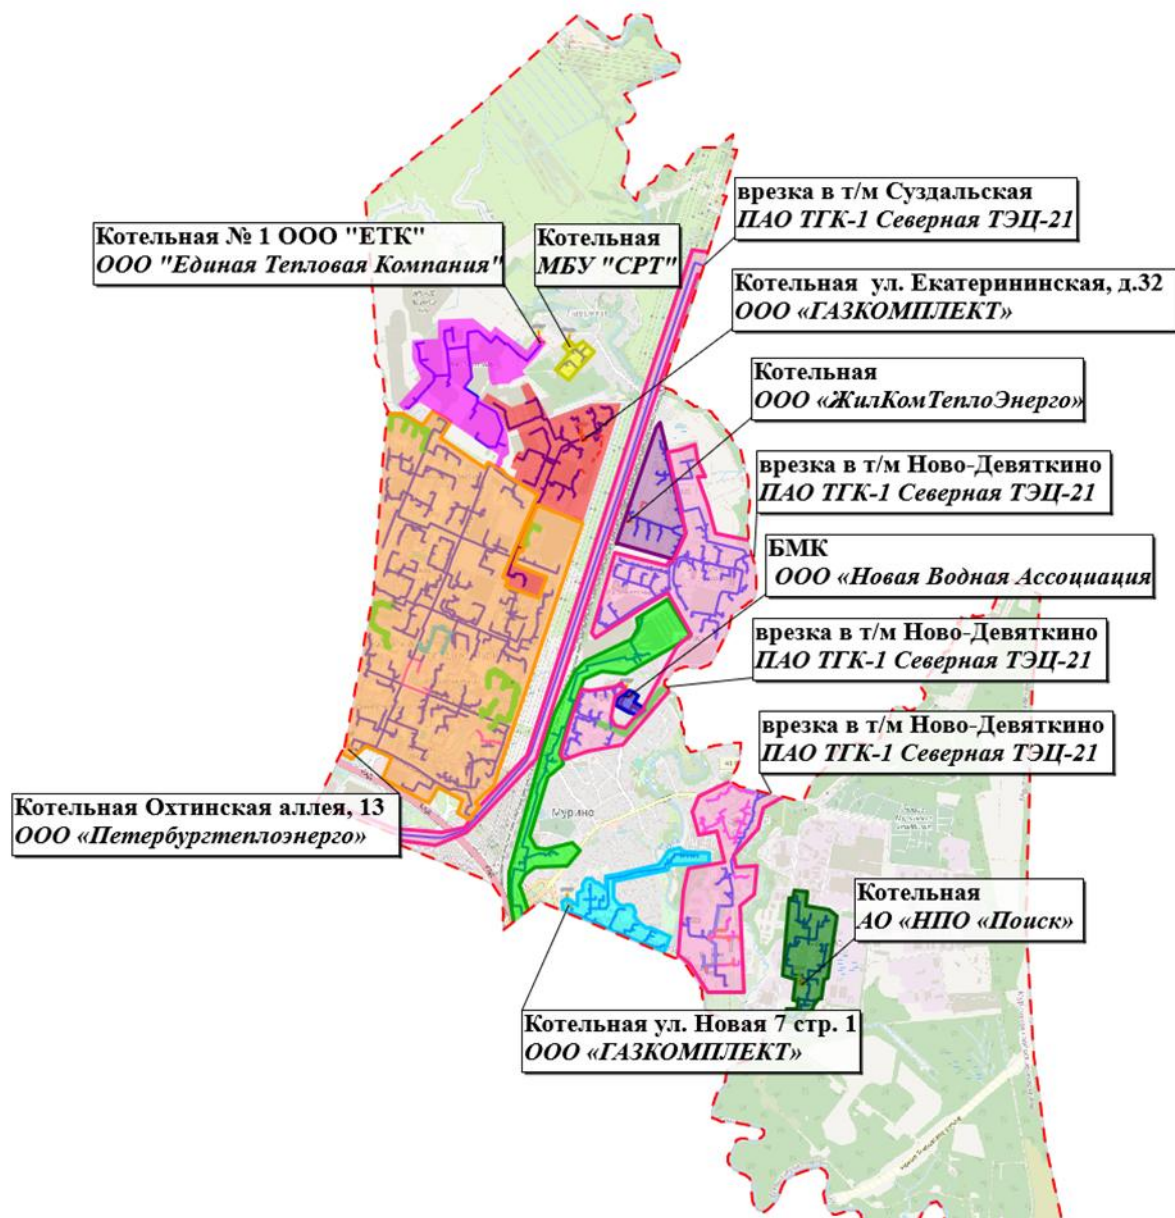 врезка в т/м Суздальская
ПАО ТГК-1 Северная ТЭЦ-21
Котельная № 1 ООО "ЕТК"
ООО "Единая Тепловая Компания"
Котельная
МБУ "СРТ"
Котельная ул. Екатерининская, д.32
ООО «ГАЗКОМПЛЕКТ»
Котельная
ООО «ЖилКомТеплоЭнерго»
врезка в т/м Ново-Девяткино
ПАО ТГК-1 Северная ТЭЦ-21
БМК
ООО «Новая Водная Ассоциация
врезка в т/м Ново-Девяткино
ПАО ТГК-1 Северная ТЭЦ-21
врезка в т/м Ново-Девяткино
ПАО ТГК-1 Северная ТЭЦ-21
Котельная Охтинская аллея, 13
ООО «Петербургтеплоэнерго»
Мурино
Котельная
АО «НПО «Поиск»
Котельная ул. Новая 7 стр. 1
ООО «ГАЗКОМПЛЕКТ»